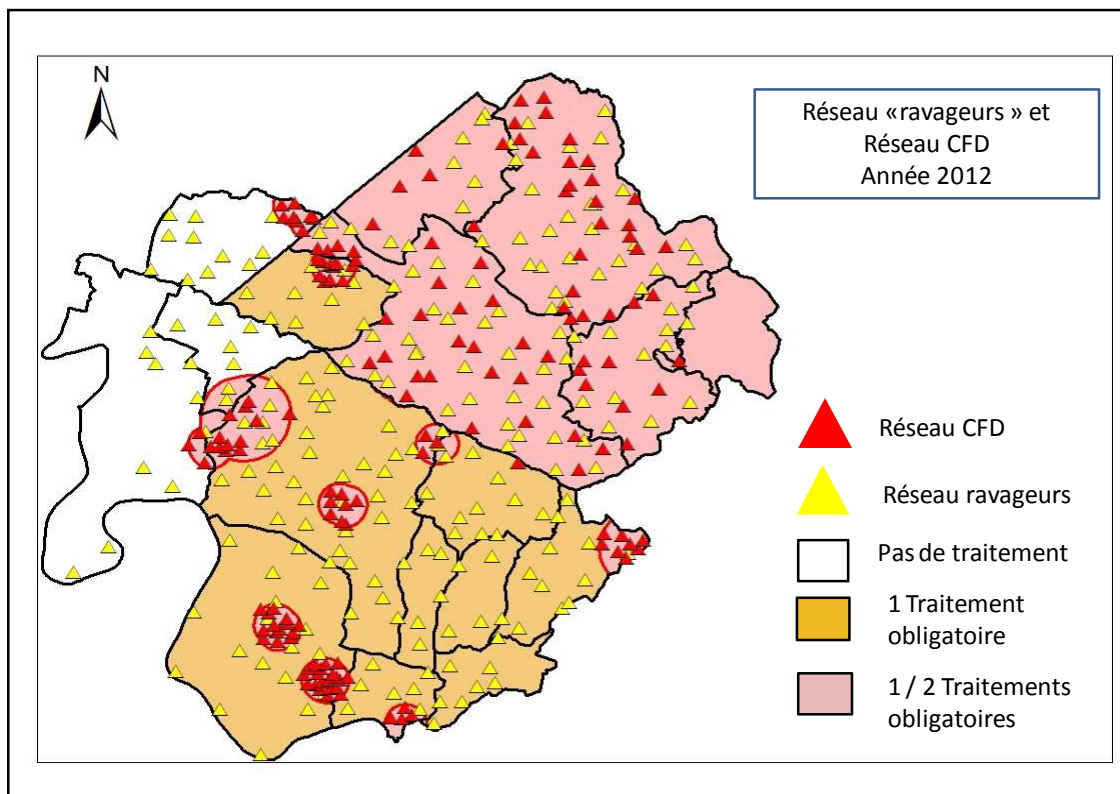 N
Réseau «ravageurs » et
Réseau CFD
Année 2012
Réseau CFD
Réseau ravageurs
Pas de traitement
1 Traitement
obligatoire
1 / 2 Traitements
obligatoires